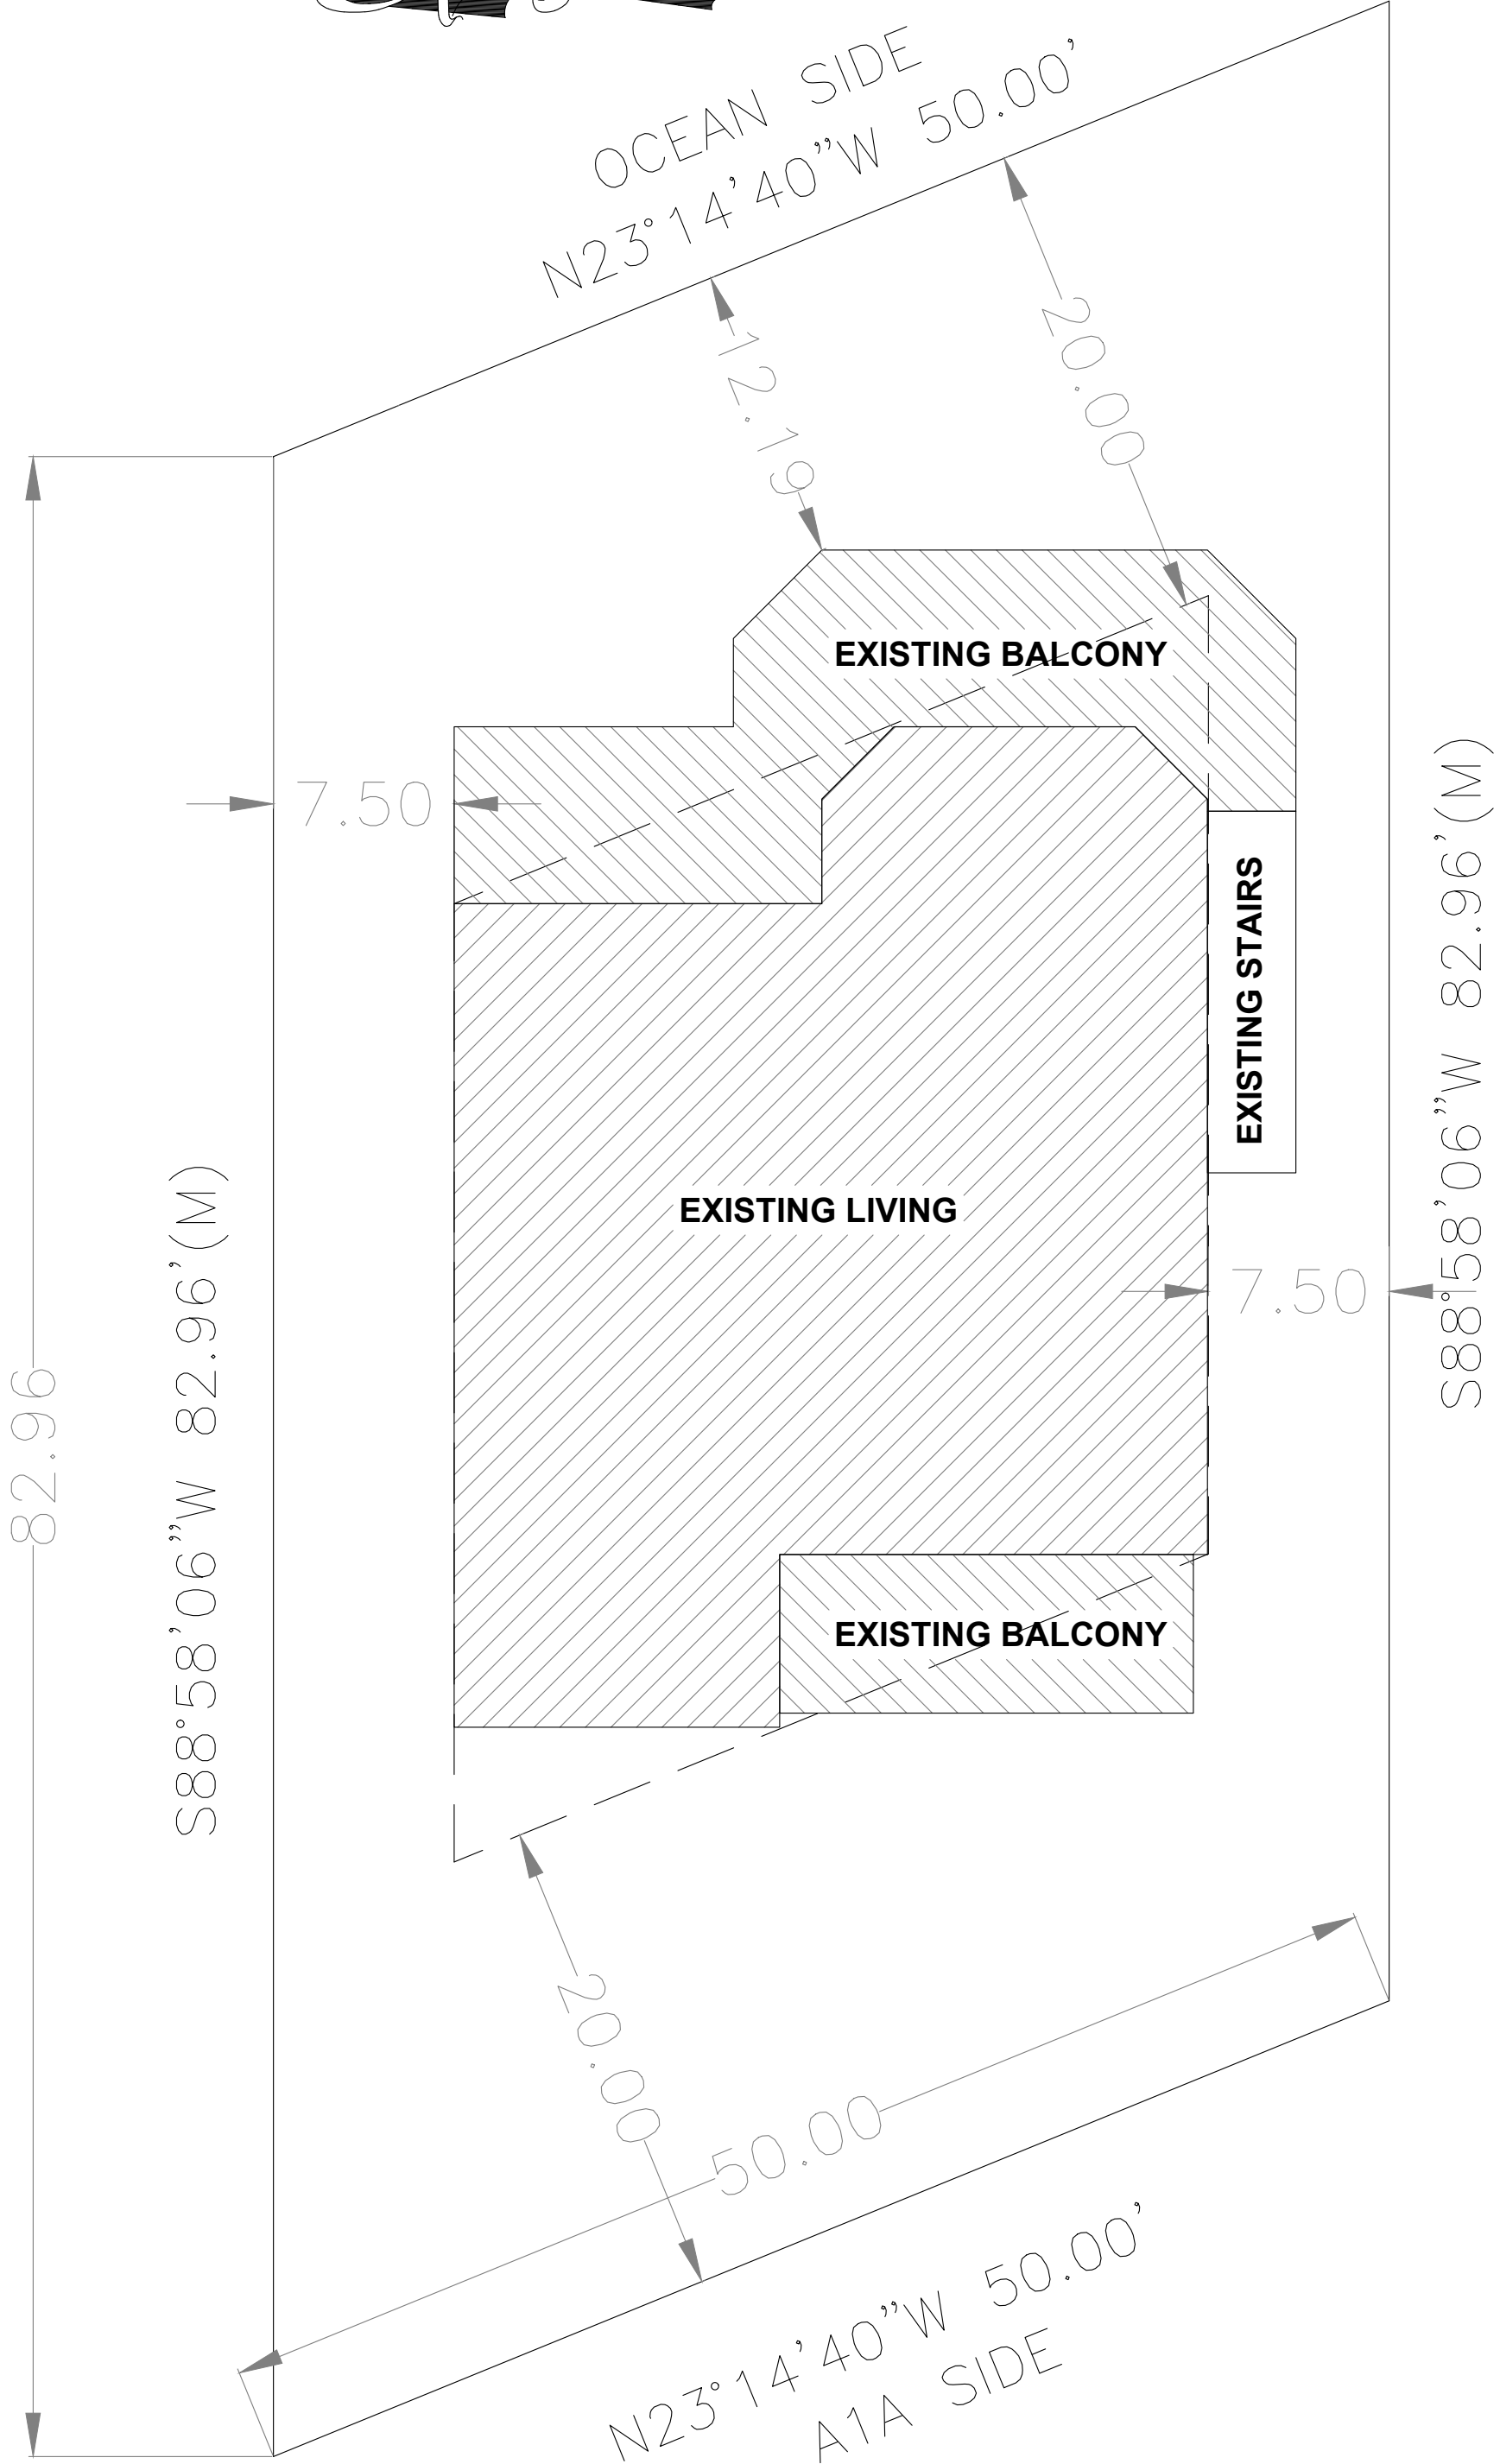 OCEAN SIDE
N23°14'40"W 50.00'
20.00
12.19
EXISTING BALCONY
7.50
EXISTING STAIRS
S88°58'06"W 82.96'(M)
EXISTING LIVING
7.50
S88°58'06"W 82.96'(M)
82.96
EXISTING BALCONY
20.00
50.00
N23°14'40"W 50.00'
A1A SIDE